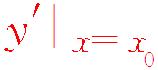 y′| x= x₀